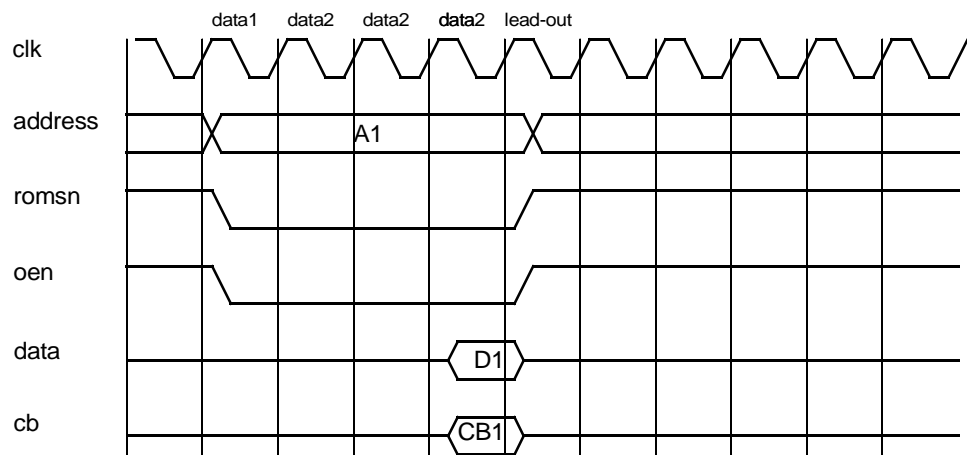 data1 data2 data2 data2 lead-out
clk
address
A1
romsn
oen
data
D1
cb
CB1